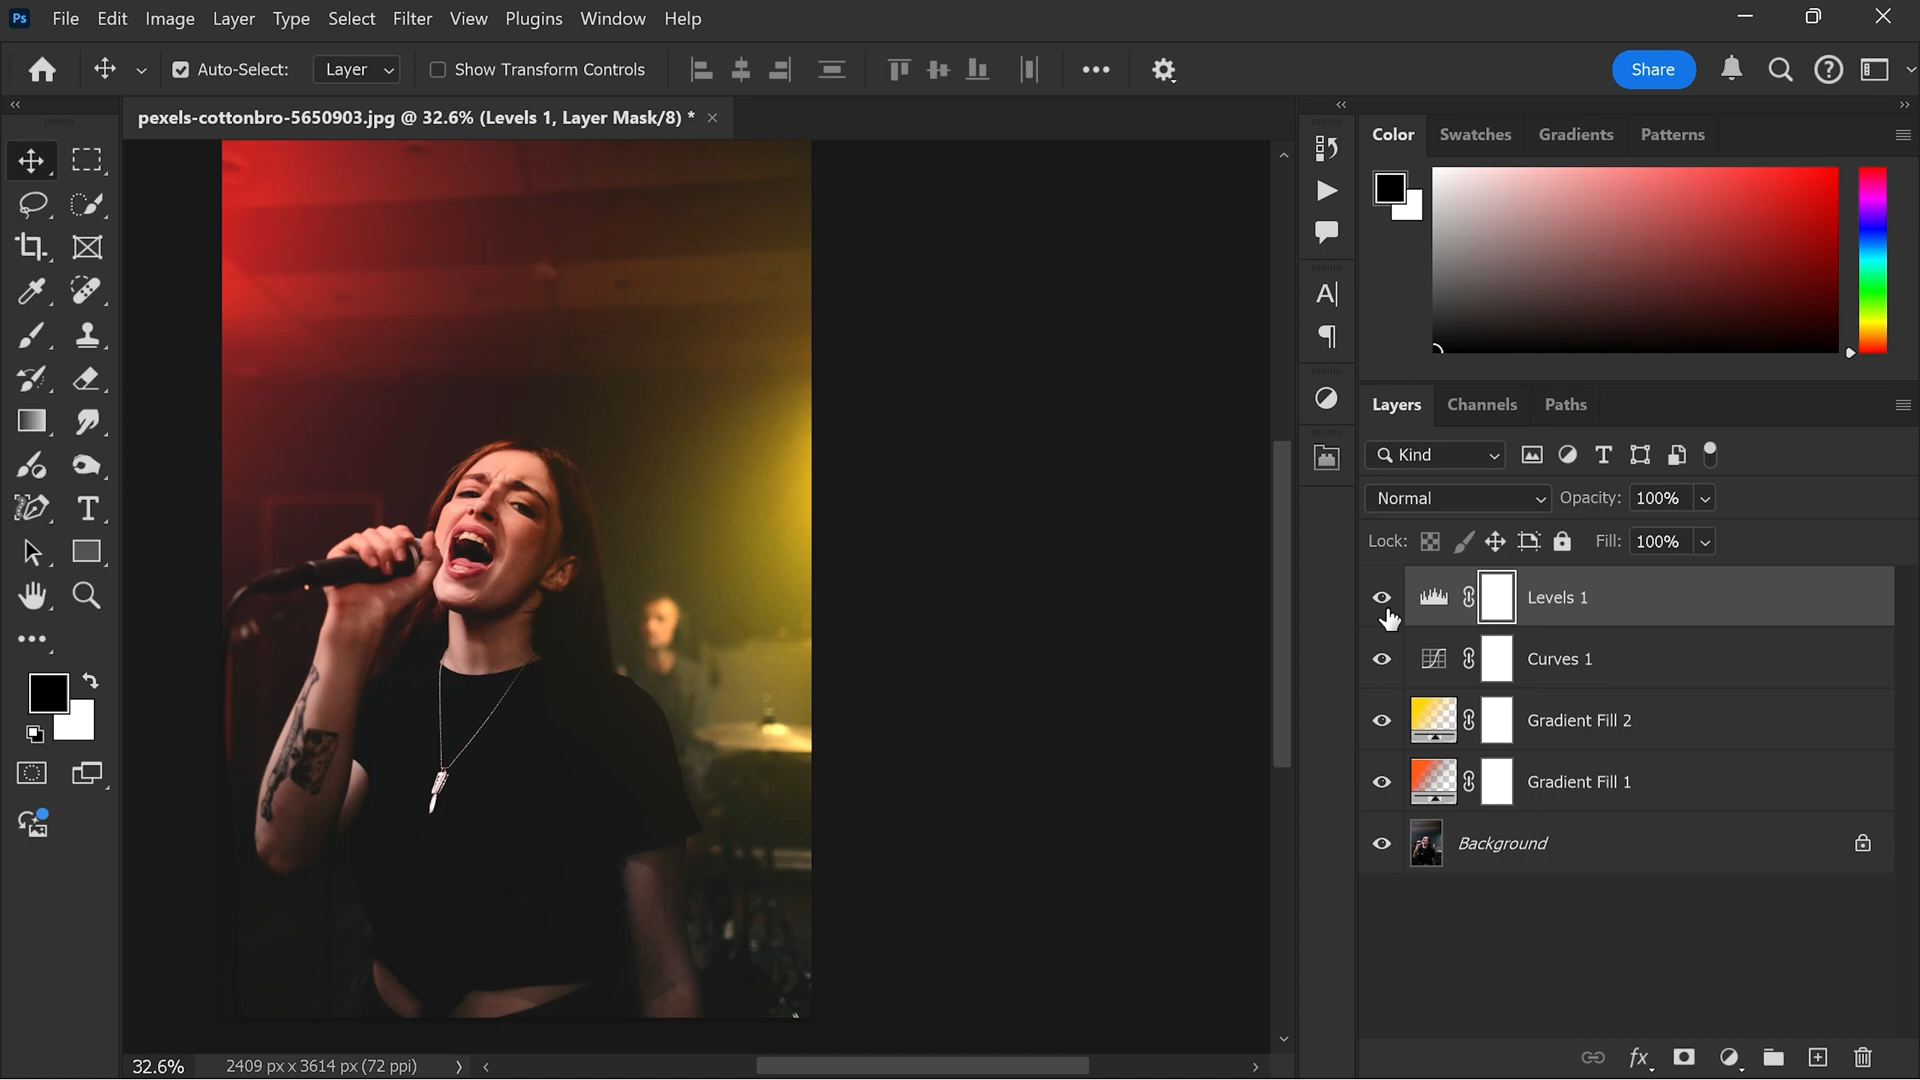 Ps File Edit Image Layer Type Select Filter View Plugins Window Help
Auto-Select: Layer Show Transform Controls Share
pexels-cottonbro-5650903.jpg @ 32.6% (Levels 1, Layer Mask/8) *
Color Swatches Gradients Patterns
Layers Channels Paths
Kind
Normal Opacity: 100%
Lock: Fill: 100%
Levels 1
Curves 1
Gradient Fill 2
Gradient Fill 1
Background
32.6% 2409 px x 3614 px (72 ppi)